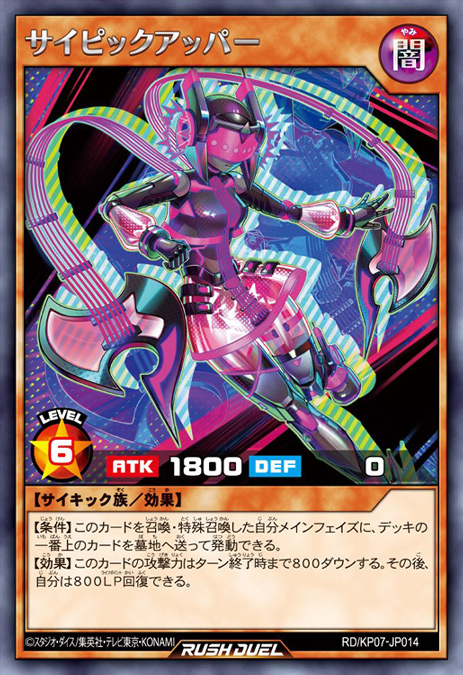 サイピックアッパー
やみ
闇
LEVEL
6
ATK 1800 DEF 0
【サイキック族／効果】
【条件】このカードを召喚・特殊召喚した自分メインフェイズに、デッキの
一番上のカードを墓地へ送って発動できる。
【効果】このカードの攻撃力はターン終了時まで800ダウンする。その後、
自分は800LP回復できる。
©スタジオ・ダイス/集英社・テレビ東京・KONAMI
RUSH DUEL
RD/KP07-JP014